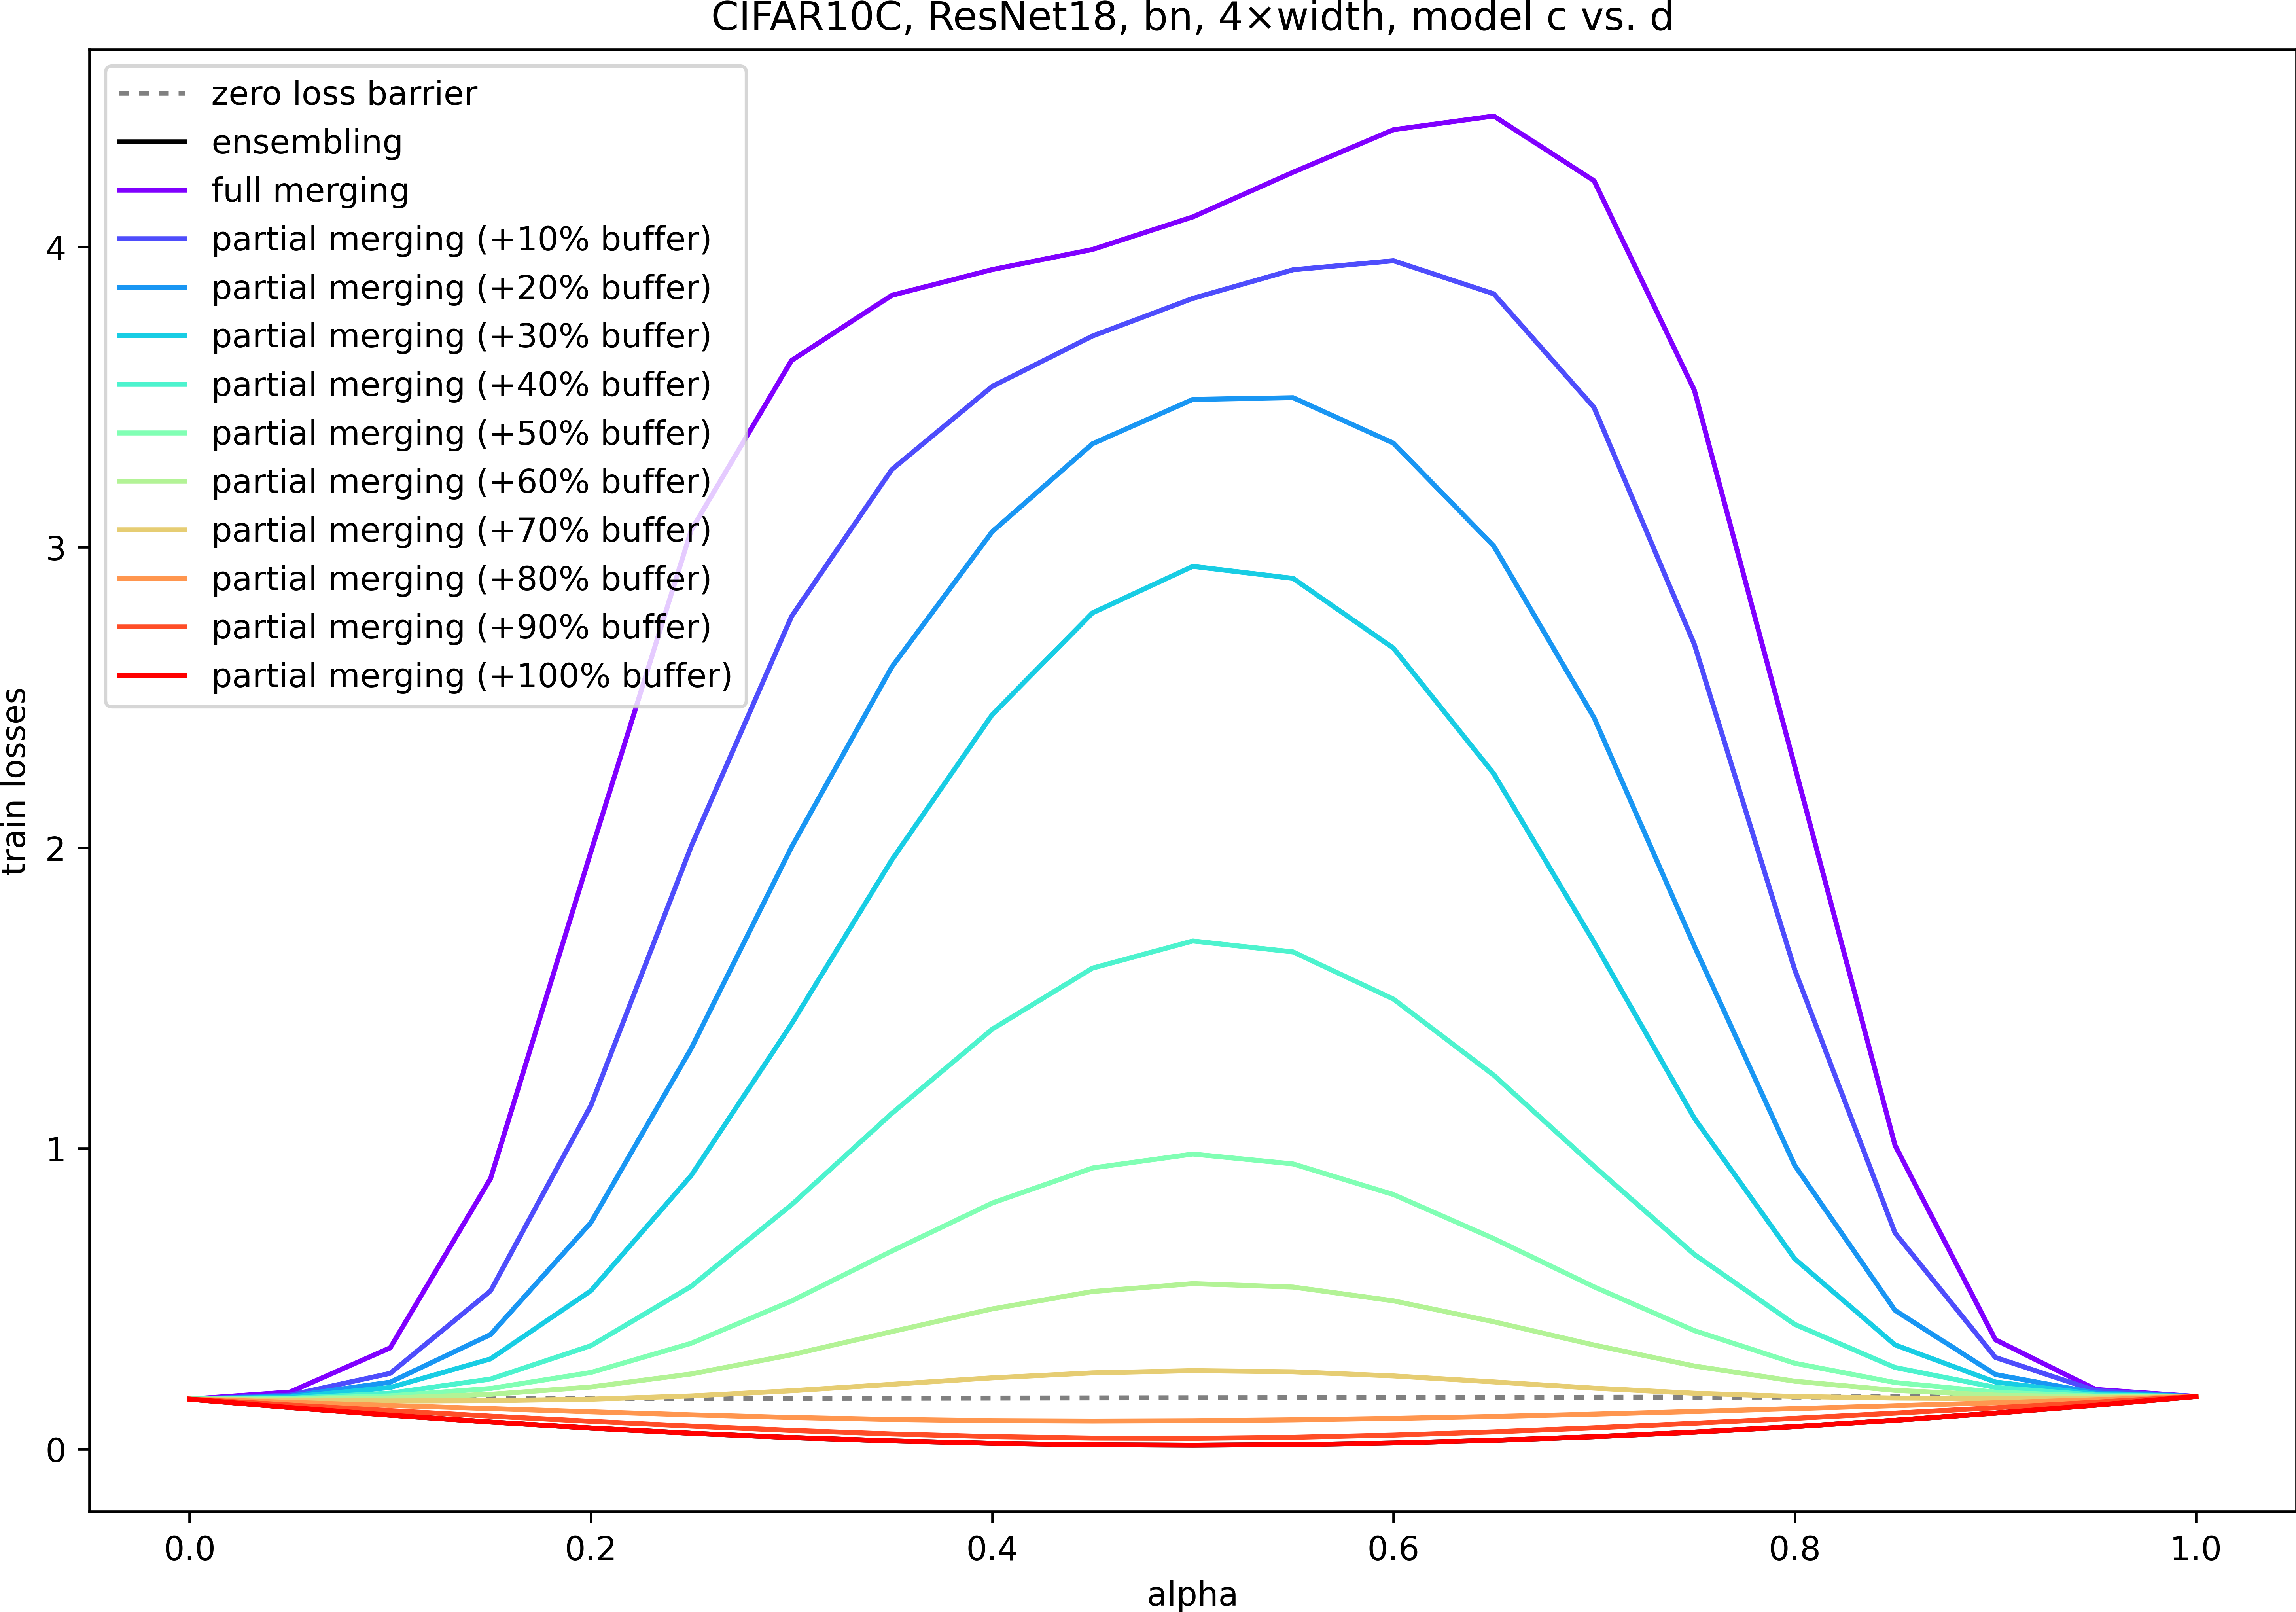 CIFAR10C, ResNet18, bn, 4×width, model c vs. d
zero loss barrier
ensembling
full merging
partial merging (+10% buffer)
partial merging (+20% buffer)
partial merging (+30% buffer)
partial merging (+40% buffer)
partial merging (+50% buffer)
partial merging (+60% buffer)
partial merging (+70% buffer)
partial merging (+80% buffer)
partial merging (+90% buffer)
partial merging (+100% buffer)
train losses
4
3
2
1
0
0.0 0.2 0.4 0.6 0.8 1.0
alpha